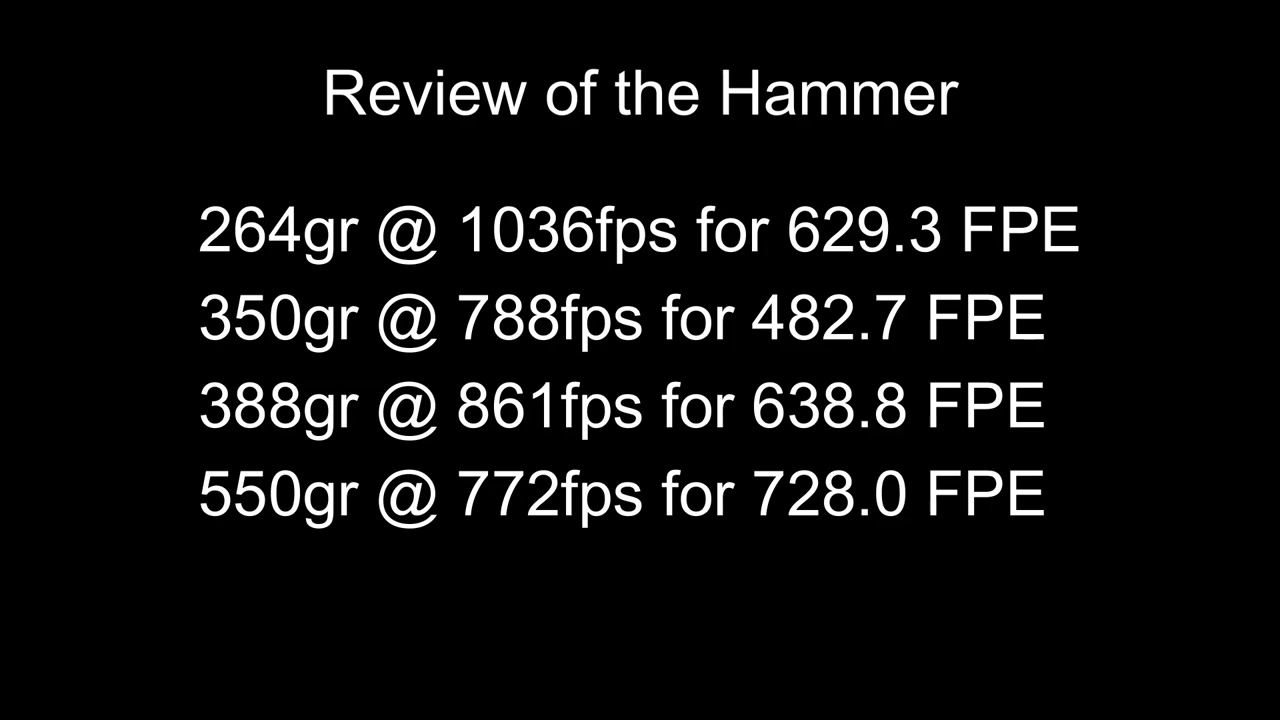 Review of the Hammer
264gr @ 1036fps for 629.3 FPE
350gr @ 788fps for 482.7 FPE
388gr @ 861fps for 638.8 FPE
550gr @ 772fps for 728.0 FPE